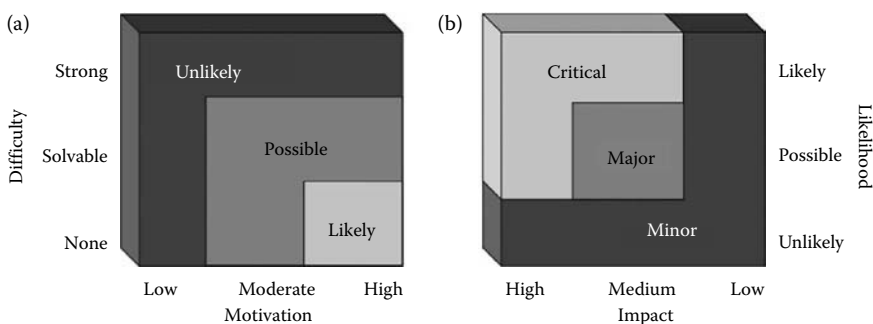 (a)
Strong
Solvable
None
Difficulty
Unlikely
Possible
Likely
Low
Moderate
High
Motivation
(b)
Critical
Major
Minor
Likely
Possible
Unlikely
Likelihood
High
Medium
Low
Impact